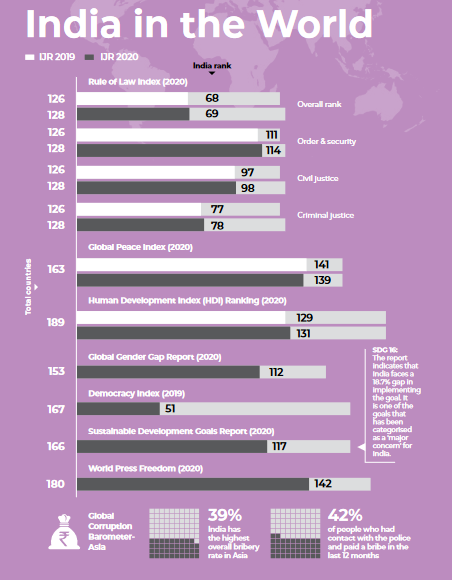 India in the World
IJR 2019 IJR 2020
India rank
Rule of Law Index (2020)
126 68
128 69
Overall rank
126 111
128 114
Order & security
126 97
128 98
Civil justice
126 77
128 78
Criminal justice
Global Peace Index (2020)
Total countries
163 141
139
Human Development Index (HDI) Ranking (2020)
189 129
131
Global Gender Gap Report (2020)
153 112
Democracy Index (2019)
167 51
Sustainable Development Goals Report (2020)
166 117
World Press Freedom (2020)
180 142
SDG 16:
The report
indicates that
India faces a
18.7% gap in
implementing
the goal. It
is one of the
goals that
has been
categorised
as a 'major
concern' for
India.
Global
Corruption
Barometer-
Asia
39%
India has
the highest
overall bribery
rate in Asia
42%
of people who had
contact with the police
and paid a bribe in the
last 12 months